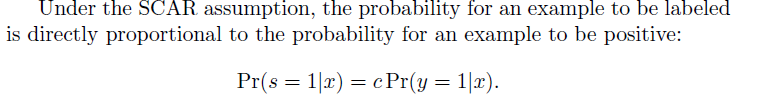 Under the SCAR assumption, the probability for an example to be labeled
is directly proportional to the probability for an example to be positive:
Pr(s = 1|x) = c Pr(y = 1|x).